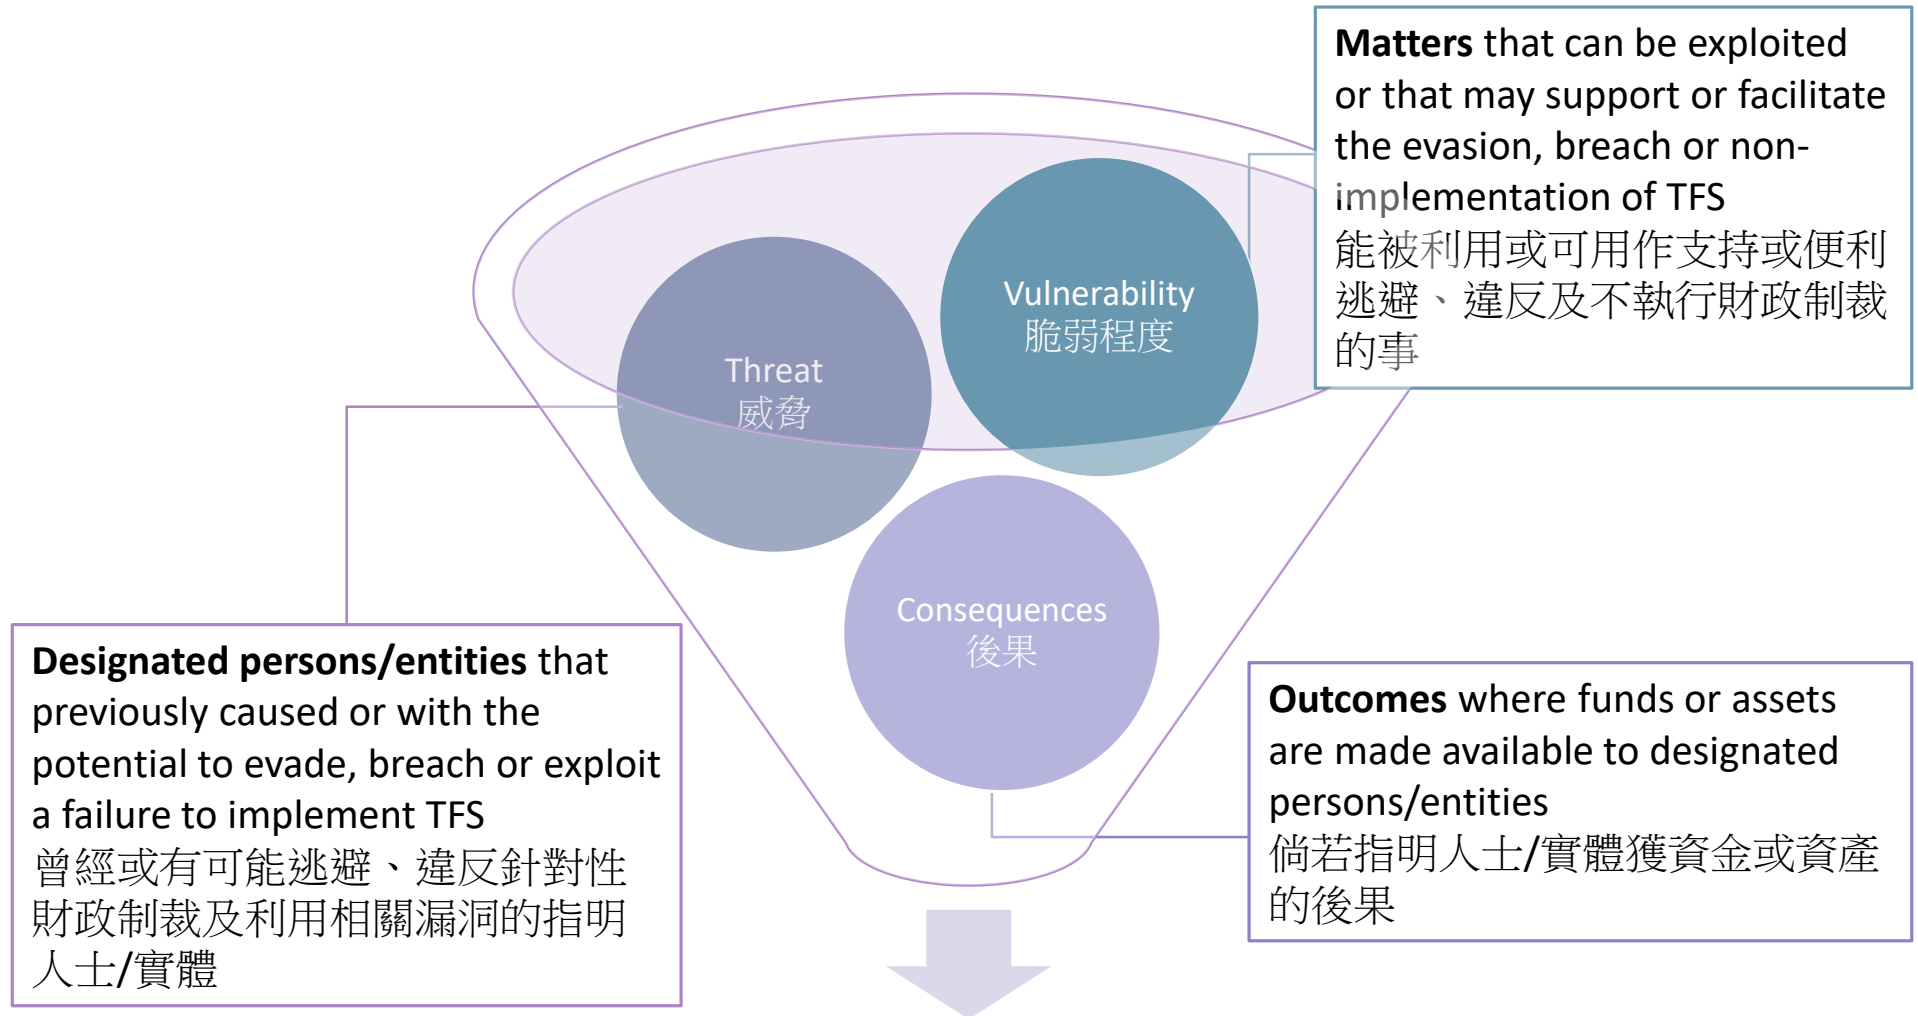 Matters that can be exploited
or that may support or facilitate
the evasion, breach or non-
implementation of TFS
能被利用或可用作支持或便利
逃避、違反及不執行財政制裁
的事
Vulnerability
脆弱程度
Threat
威脅
Consequences
後果
Designated persons/entities that
previously caused or with the
potential to evade, breach or exploit
a failure to implement TFS
曾經或有可能逃避、違反針對性
財政制裁及利用相關漏洞的指明
人士/實體
Outcomes where funds or assets
are made available to designated
persons/entities
倘若指明人士/實體獲資金或資產
的後果